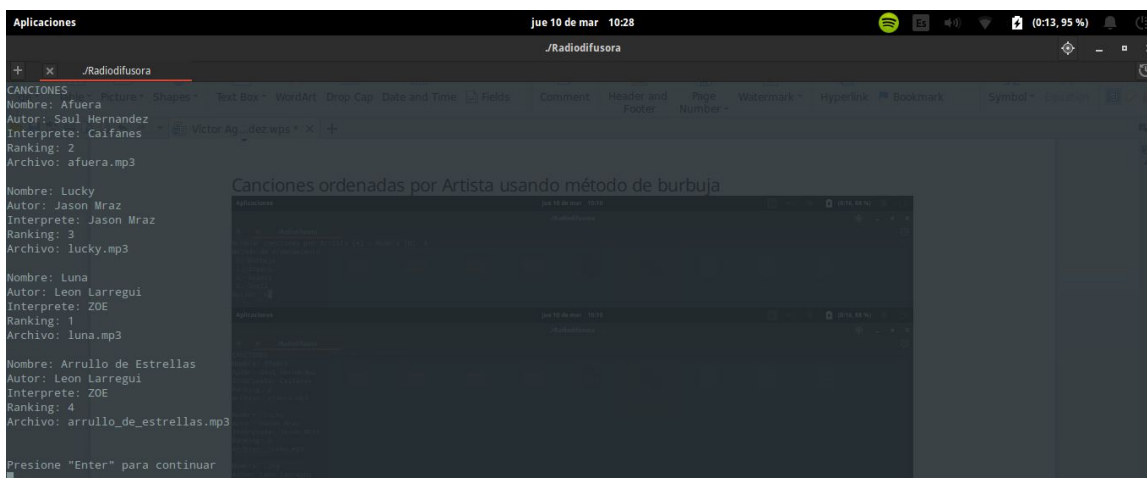 Aplicaciones jue 10 de mar 10:28 Es (0:13, 95 %)
./Radiodifusora
+ × ./Radiodifusora
CANCIONES
Picture Shapes Text Box WordArt Drop Cap Date and Time Fields Comment Header and Footer Page Number Watermark Hyperlink Bookmark Symbol
Nombre: Afuera
Autor: Saul Hernandez
Victor Ag...dez.wps * × +
Interprete: Caifanes
Ranking: 2
Archivo: afuera.mp3
Canciones ordenadas por Artista usando método de burbuja
Nombre: Lucky
Autor: Jason Mraz
Interprete: Jason Mraz
Ranking: 3
Archivo: lucky.mp3
Nombre: Luna
Autor: Leon Larregui
Interprete: ZOE
Ranking: 1
Archivo: luna.mp3
Nombre: Arrullo de Estrellas
Autor: Leon Larregui
Interprete: ZOE
Ranking: 4
Archivo: arrullo_de_estrellas.mp3
Presione "Enter" para continuar